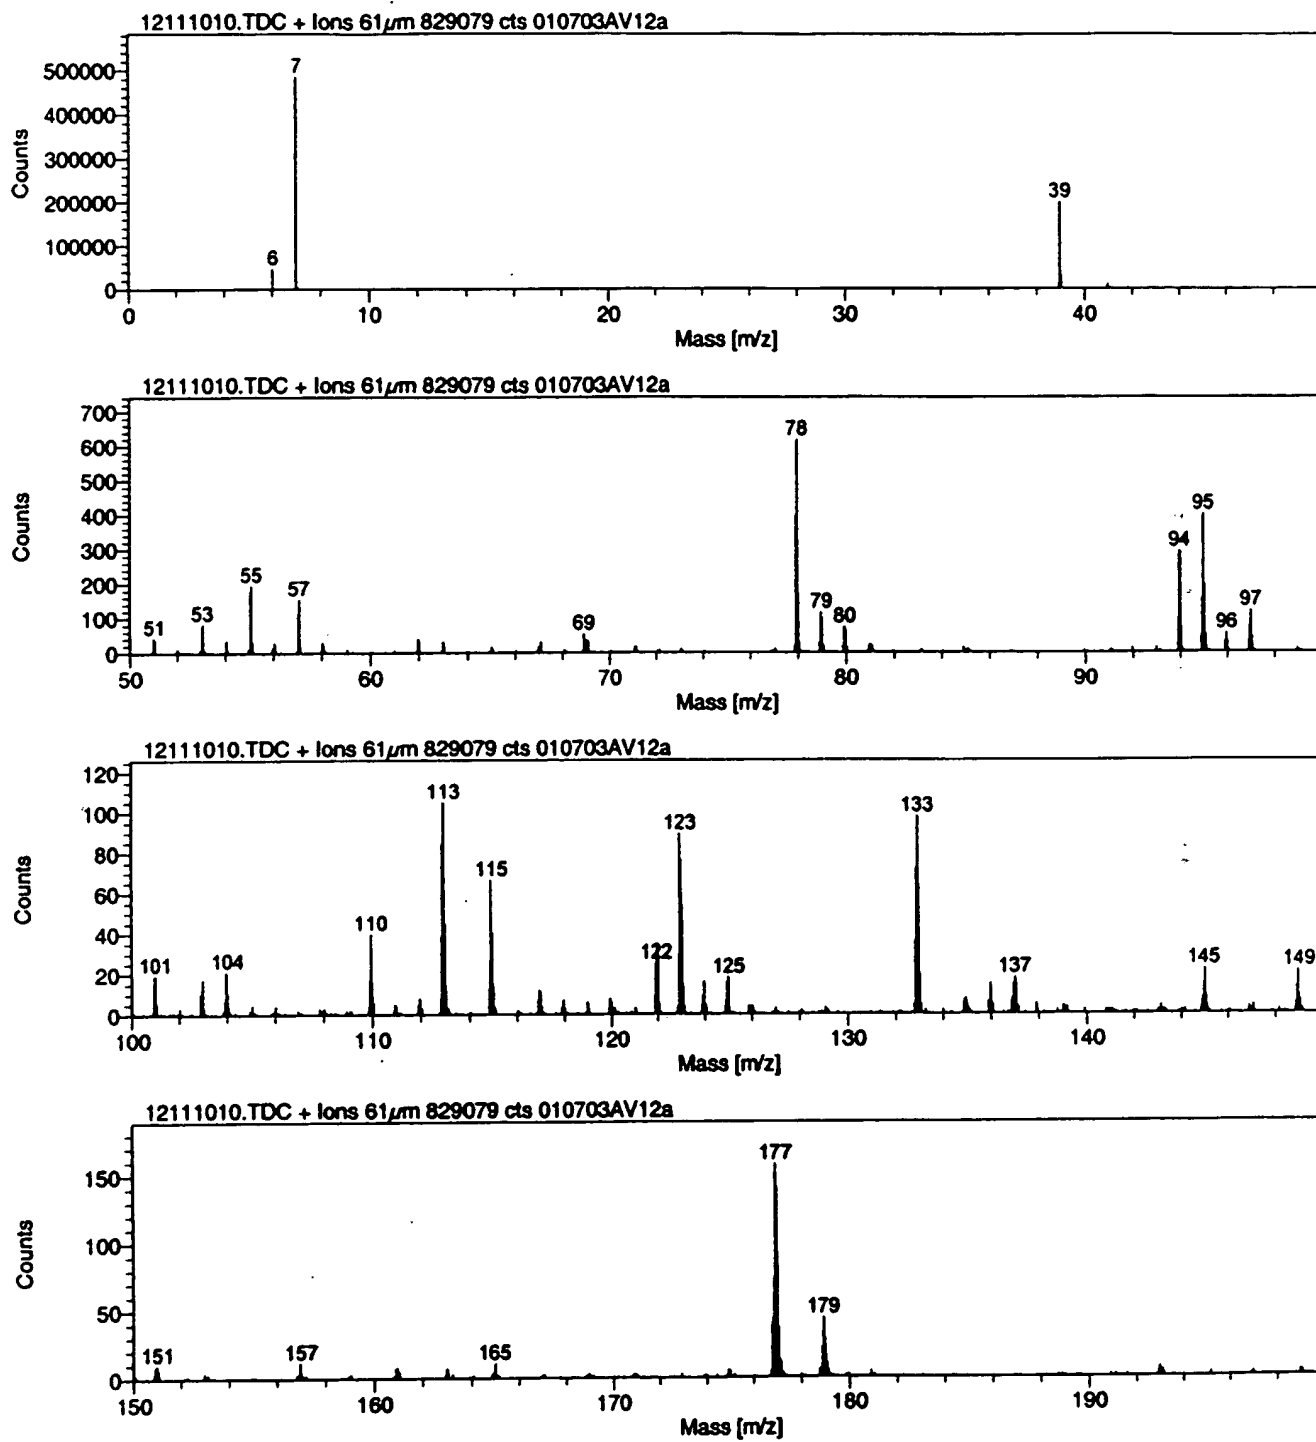 12111010.TDC + Ions 61µm 829079 cts 010703AV12a
500000
400000
300000
200000
100000
0
Counts
6
7
39
0 10 20 30 40
Mass [m/z]
12111010.TDC + Ions 61µm 829079 cts 010703AV12a
700
600
500
400
300
200
100
0
Counts
51 53 55 57 69 78 79 80 94 95 96 97
50 60 70 80 90
Mass [m/z]
12111010.TDC + Ions 61µm 829079 cts 010703AV12a
120
100
80
60
40
20
0
Counts
101 104 110 113 115 122 123 125 133 137 145 149
100 110 120 130 140
Mass [m/z]
12111010.TDC + Ions 61µm 829079 cts 010703AV12a
150
100
50
0
Counts
151 157 165 177 179
150 160 170 180 190
Mass [m/z]